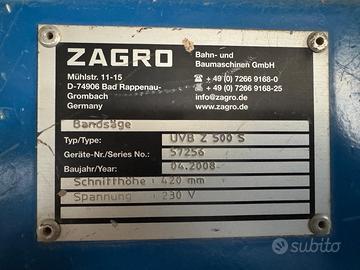 ZAGRO
Bahn- und
Baumaschinen GmbH
Mühlstr. 11-15
D-74906 Bad Rappenau-
Grombach
Germany
☎ + 49 (0) 7266 9168-0
+ 49 (0) 7266 9168-25
info@zagro.de
www.zagro.de
Bandsäge
Typ/Type: UVB Z 500 S
Geräte-Nr./Series No.: 57256
Baujahr/Year: 04.2008
Schnitthöhe : 420 mm
Spannung : 230 V
subito